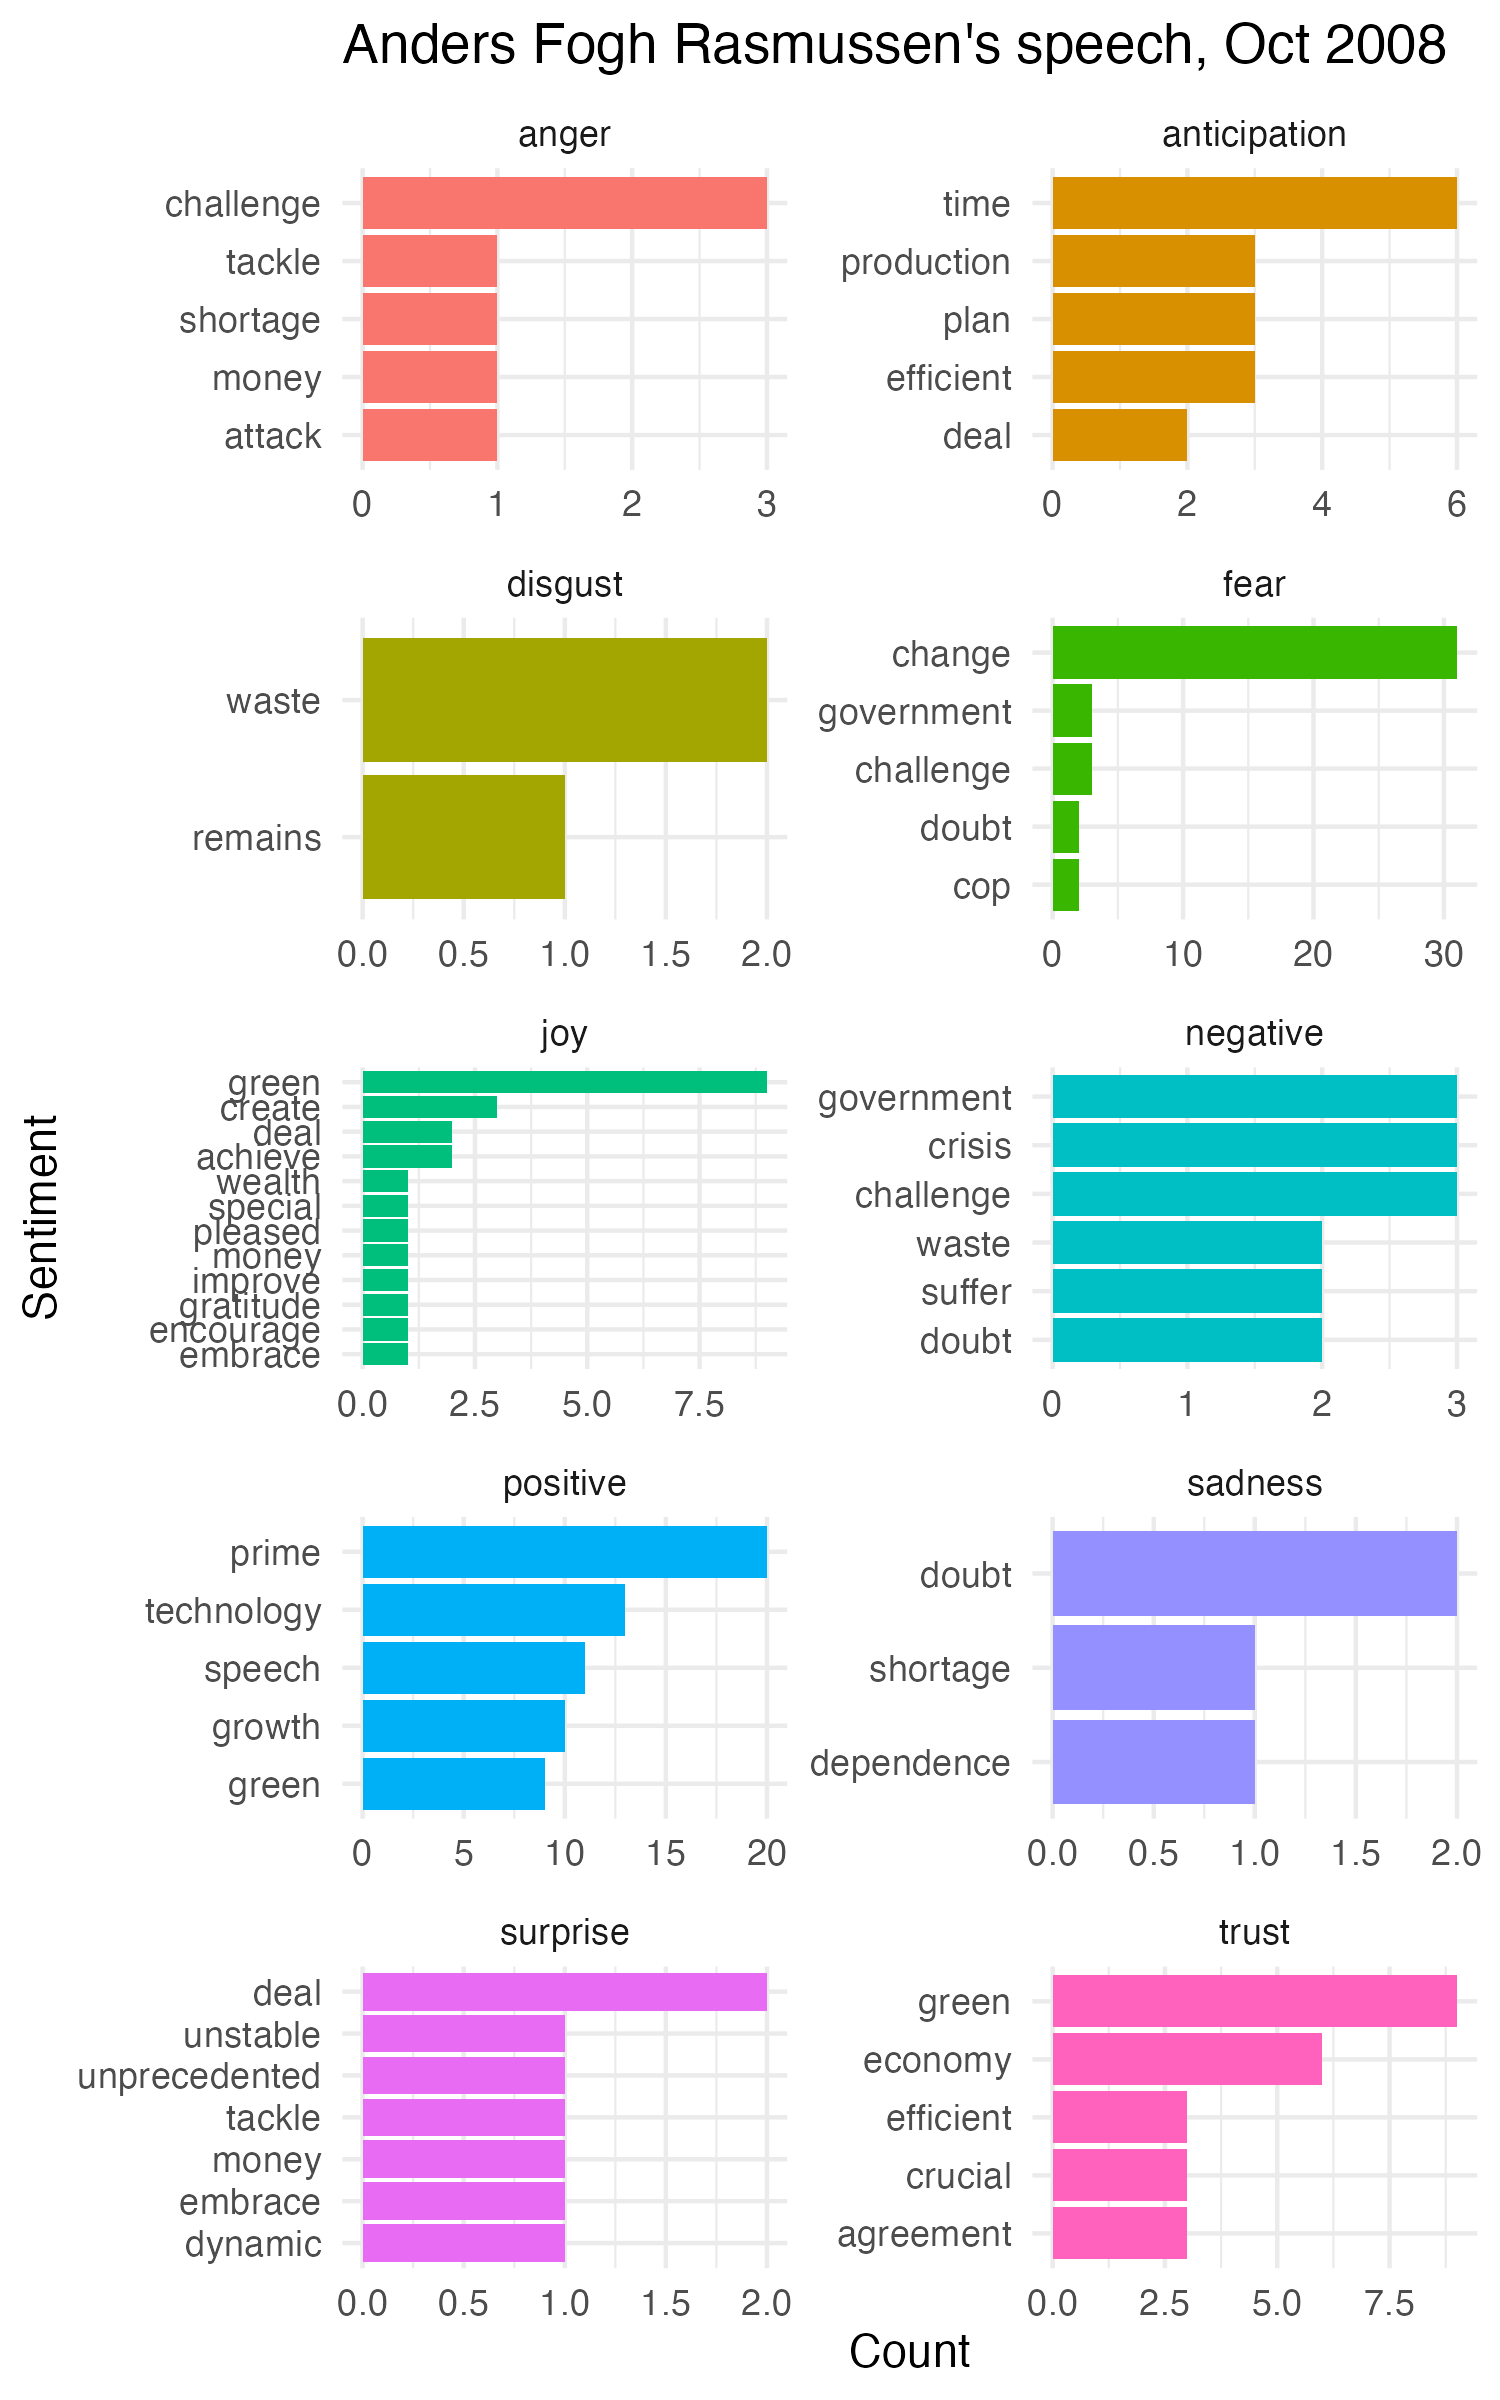 Anders Fogh Rasmussen's speech, Oct 2008
anger
challenge
tackle
shortage
money
attack
0 1 2 3
anticipation
time
production
plan
efficient
deal
0 2 4 6
disgust
waste
remains
0.0 0.5 1.0 1.5 2.0
fear
change
government
challenge
doubt
cop
0 10 20 30
joy
green
create
deal
achieve
wealth
special
pleased
money
improve
gratitude
encourage
embrace
0.0 2.5 5.0 7.5
negative
government
crisis
challenge
waste
suffer
doubt
0 1 2 3
positive
prime
technology
speech
growth
green
0 5 10 15 20
sadness
doubt
shortage
dependence
0.0 0.5 1.0 1.5 2.0
surprise
deal
unstable
unprecedented
tackle
money
embrace
dynamic
0.0 0.5 1.0 1.5 2.0
trust
green
economy
efficient
crucial
agreement
0.0 2.5 5.0 7.5
Sentiment
Count